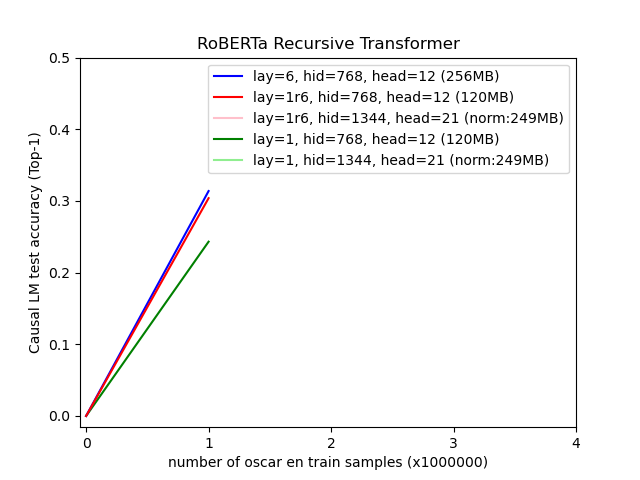 RoBERTa Recursive Transformer
0.5
0.4
0.3
0.2
0.1
0.0
Causal LM test accuracy (Top-1)
lay=6, hid=768, head=12 (256MB)
lay=1r6, hid=768, head=12 (120MB)
lay=1r6, hid=1344, head=21 (norm:249MB)
lay=1, hid=768, head=12 (120MB)
lay=1, hid=1344, head=21 (norm:249MB)
0 1 2 3 4
number of oscar en train samples (x1000000)